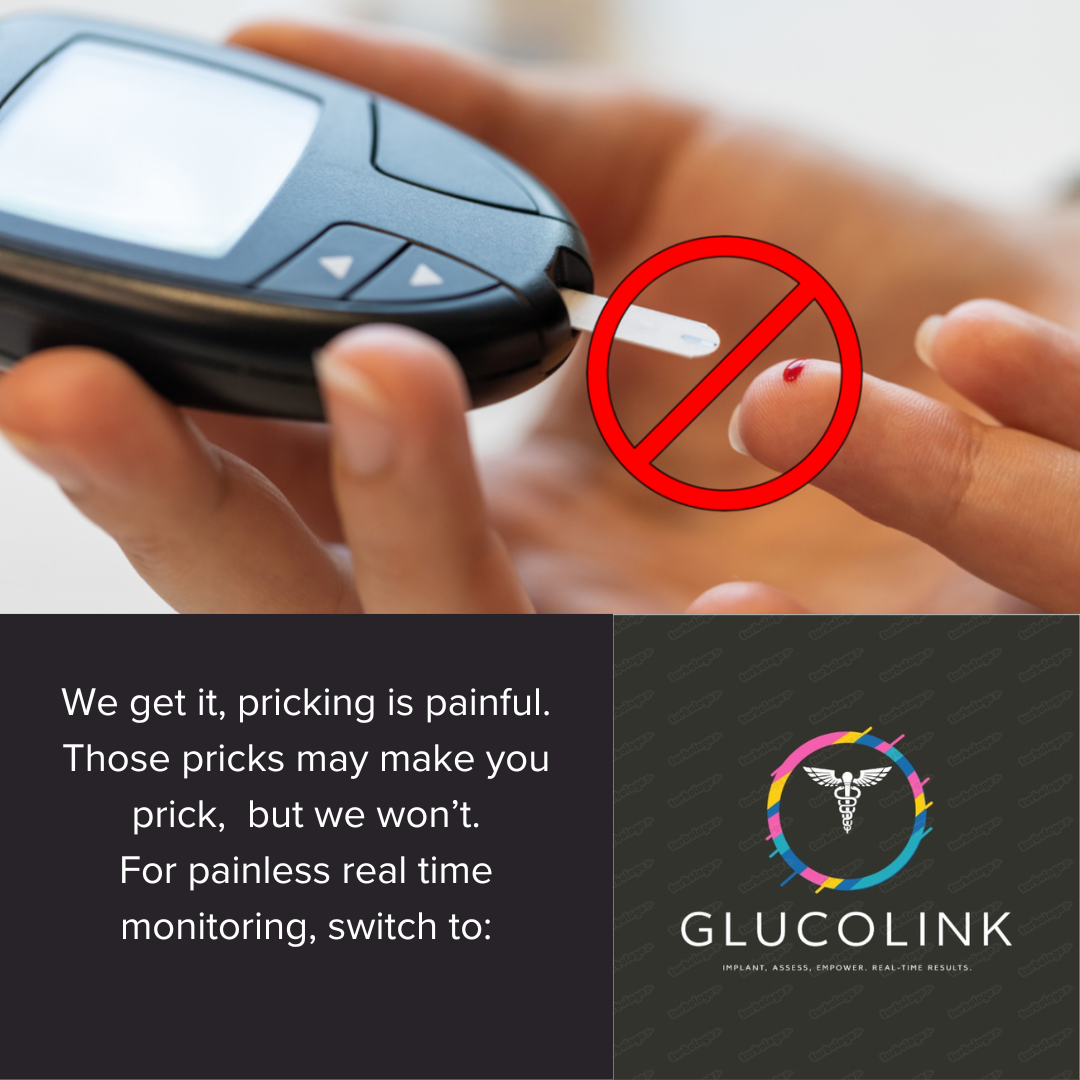 We get it, pricking is painful.
Those pricks may make you
prick,  but we won’t.
For painless real time
monitoring, switch to:
GLUCOLINK
IMPLANT, ASSESS, EMPOWER. REAL-TIME RESULTS.